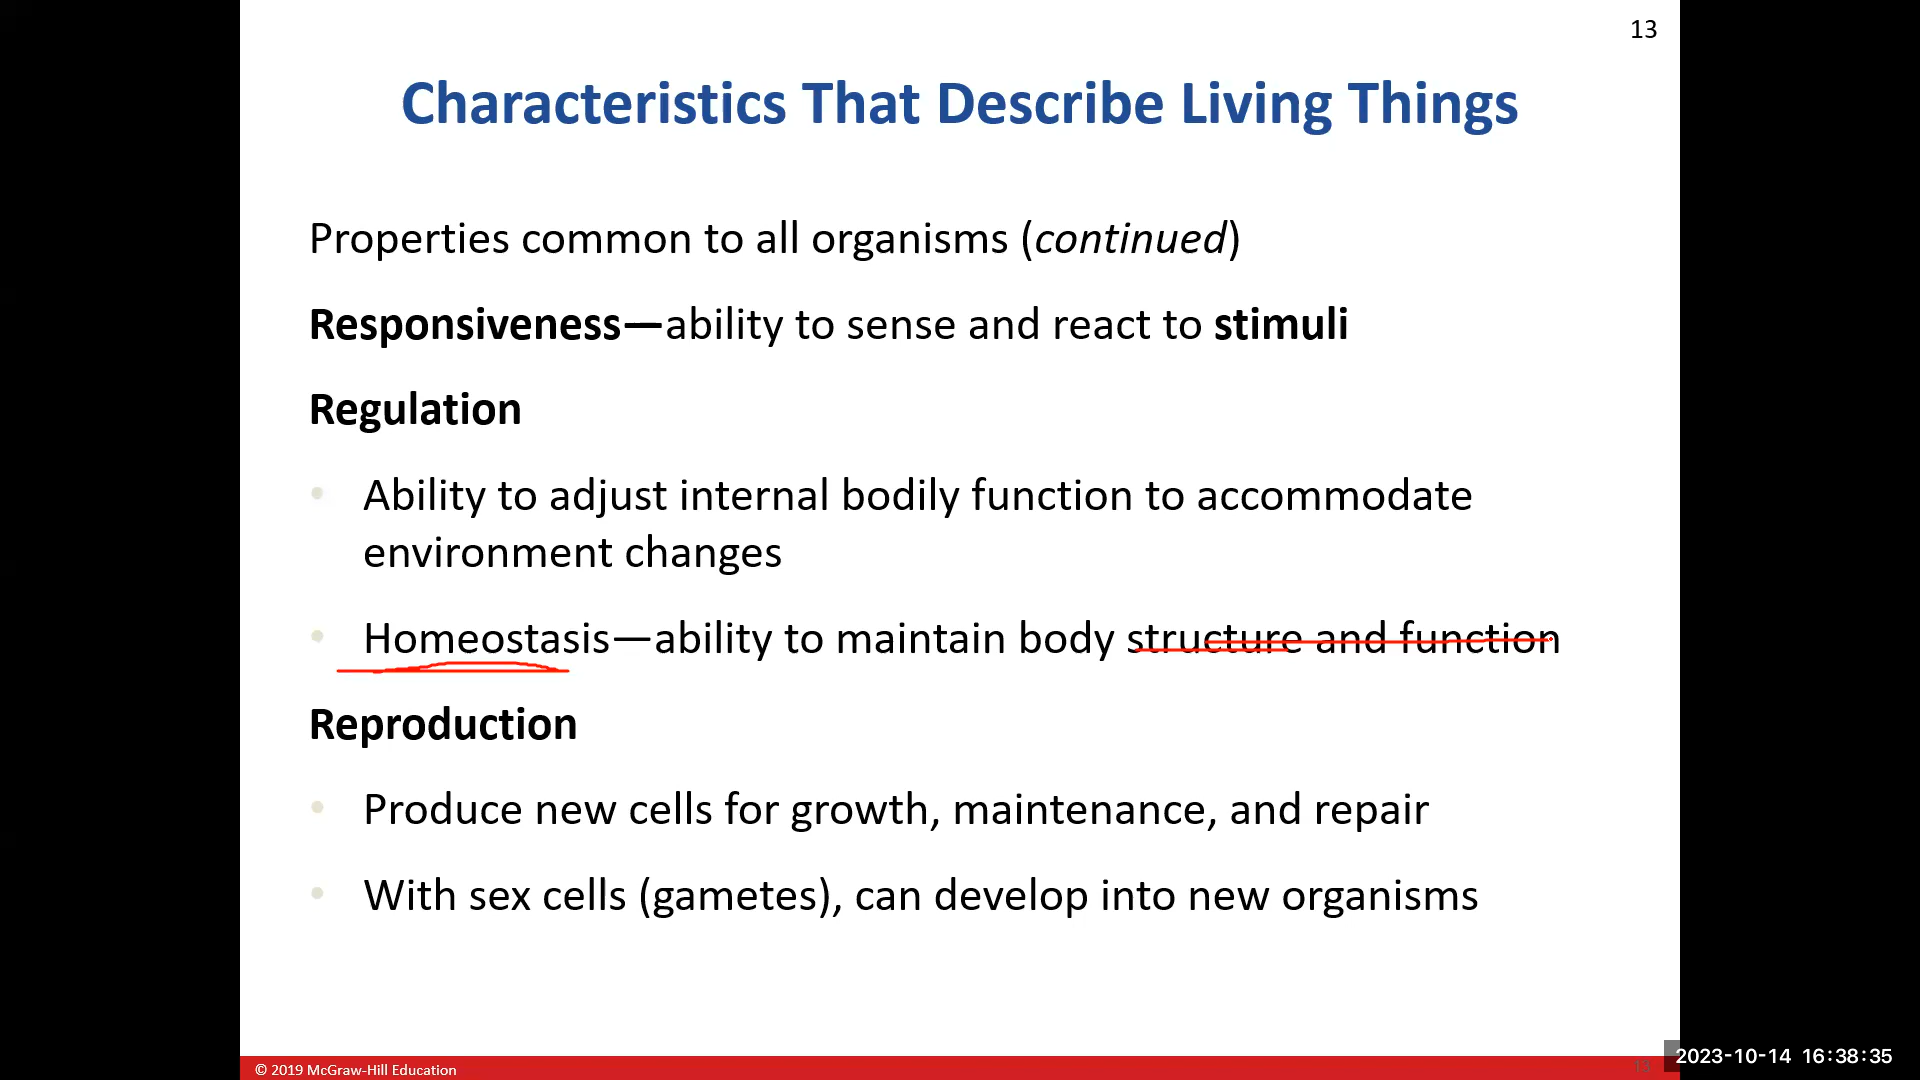 13
Characteristics That Describe Living Things
Properties common to all organisms (continued)
Responsiveness—ability to sense and react to stimuli
Regulation
• Ability to adjust internal bodily function to accommodate
environment changes
• Homeostasis—ability to maintain body structure and function
Reproduction
• Produce new cells for growth, maintenance, and repair
• With sex cells (gametes), can develop into new organisms
© 2019 McGraw-Hill Education
13
2023-10-14 16:38:35